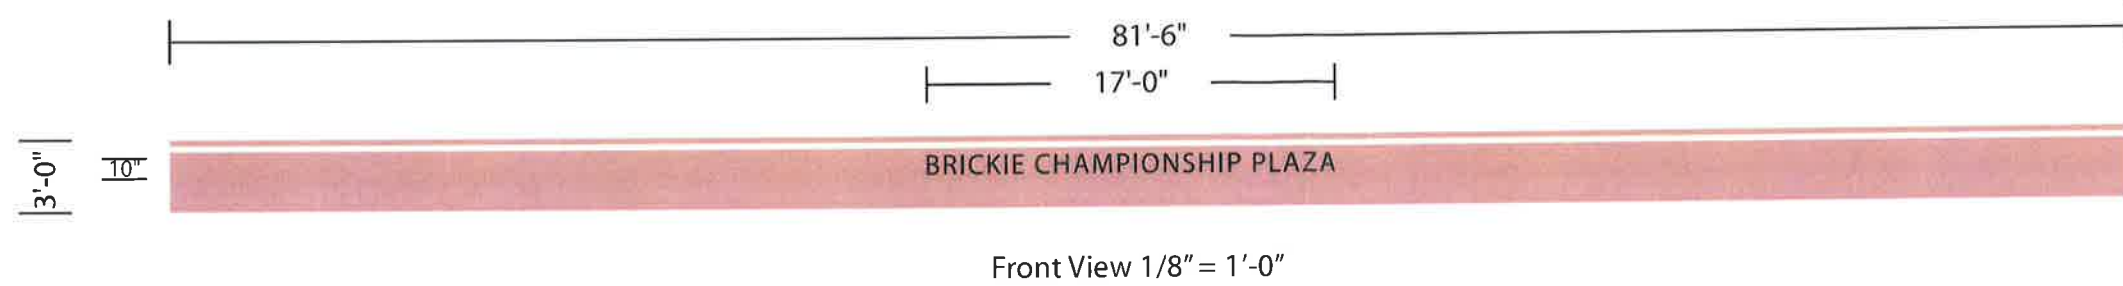 81'-6"
17'-0"
3'-0"
10"
BRICKIE CHAMPIONSHIP PLAZA
Front View 1/8" = 1'-0"